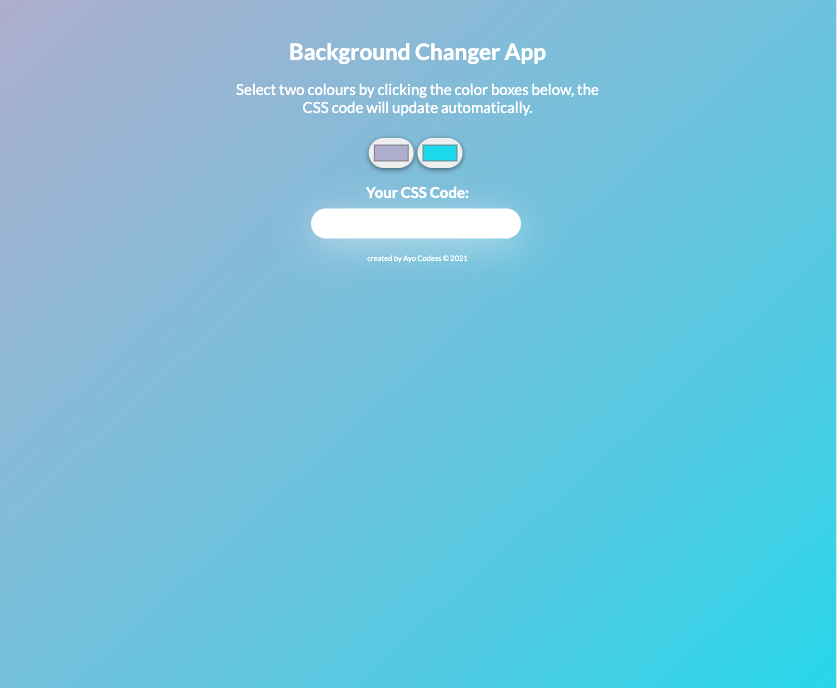 Background Changer App
Select two colours by clicking the color boxes below, the
CSS code will update automatically.
Your CSS Code:
created by Ayo Codess © 2021